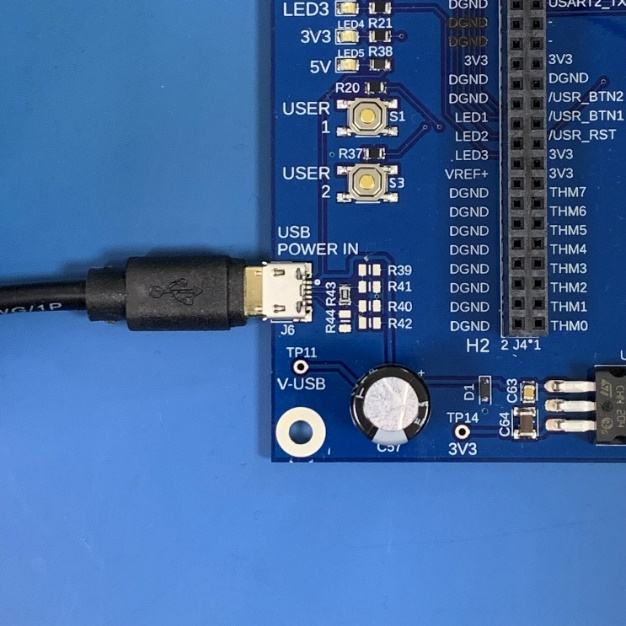 LED3
LED4
R21
3V3
LED5
R38
5V
R20
USER
1
S1
R37
USER
2
S3
USB
POWER IN
R39
R41
R40
R42
R43
R44
J6
TP11
V-USB
C57
D1
C63
C64
TP14
3V3
H2
2 J4 1
DGND
DGND
DGND
3V3
DGND
DGND
LED1
LED2
LED3
VREF+
DGND
DGND
DGND
DGND
DGND
DGND
DGND
DGND
USART2_TX
-
-
3V3
DGND
/USR_BTN2
/USR_BTN1
/USR_RST
3V3
3V3
THM7
THM6
THM5
THM4
THM3
THM2
THM1
THM0